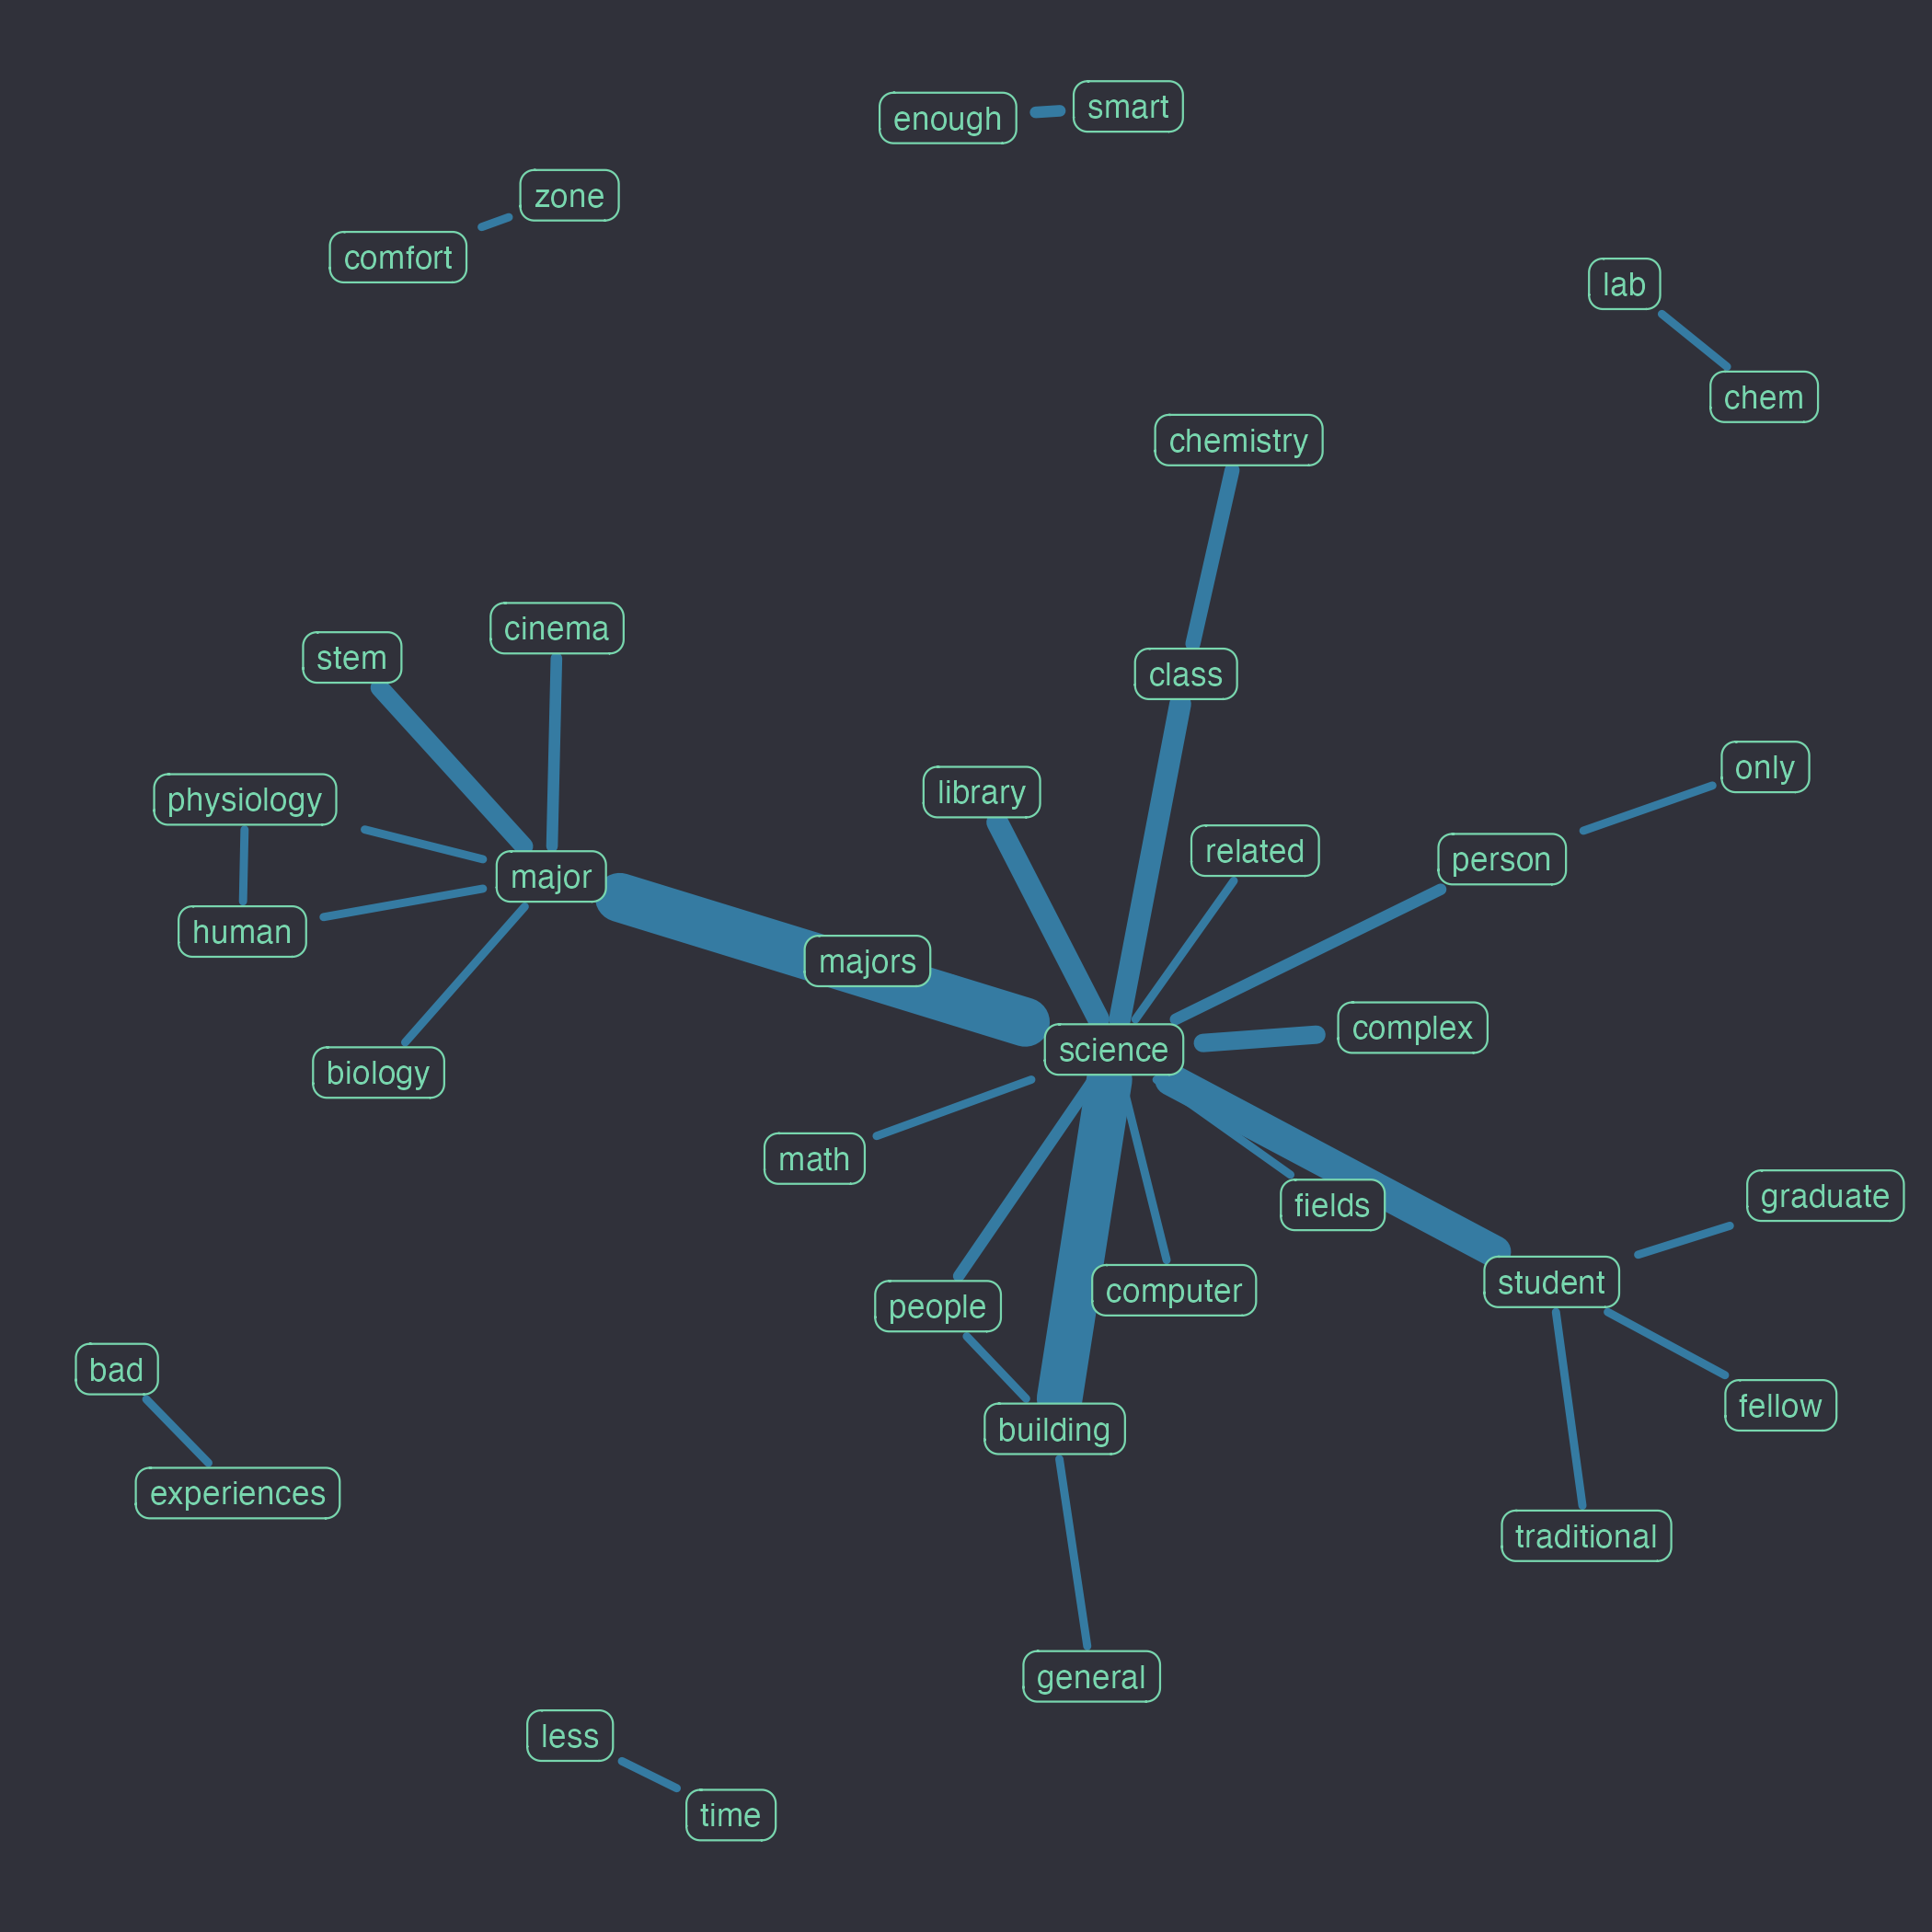 smart
enough
zone
comfort
lab
chem
chemistry
cinema
stem
class
only
library
physiology
related
person
major
human
majors
complex
science
biology
math
graduate
fields
student
computer
people
bad
fellow
building
experiences
traditional
general
less
time